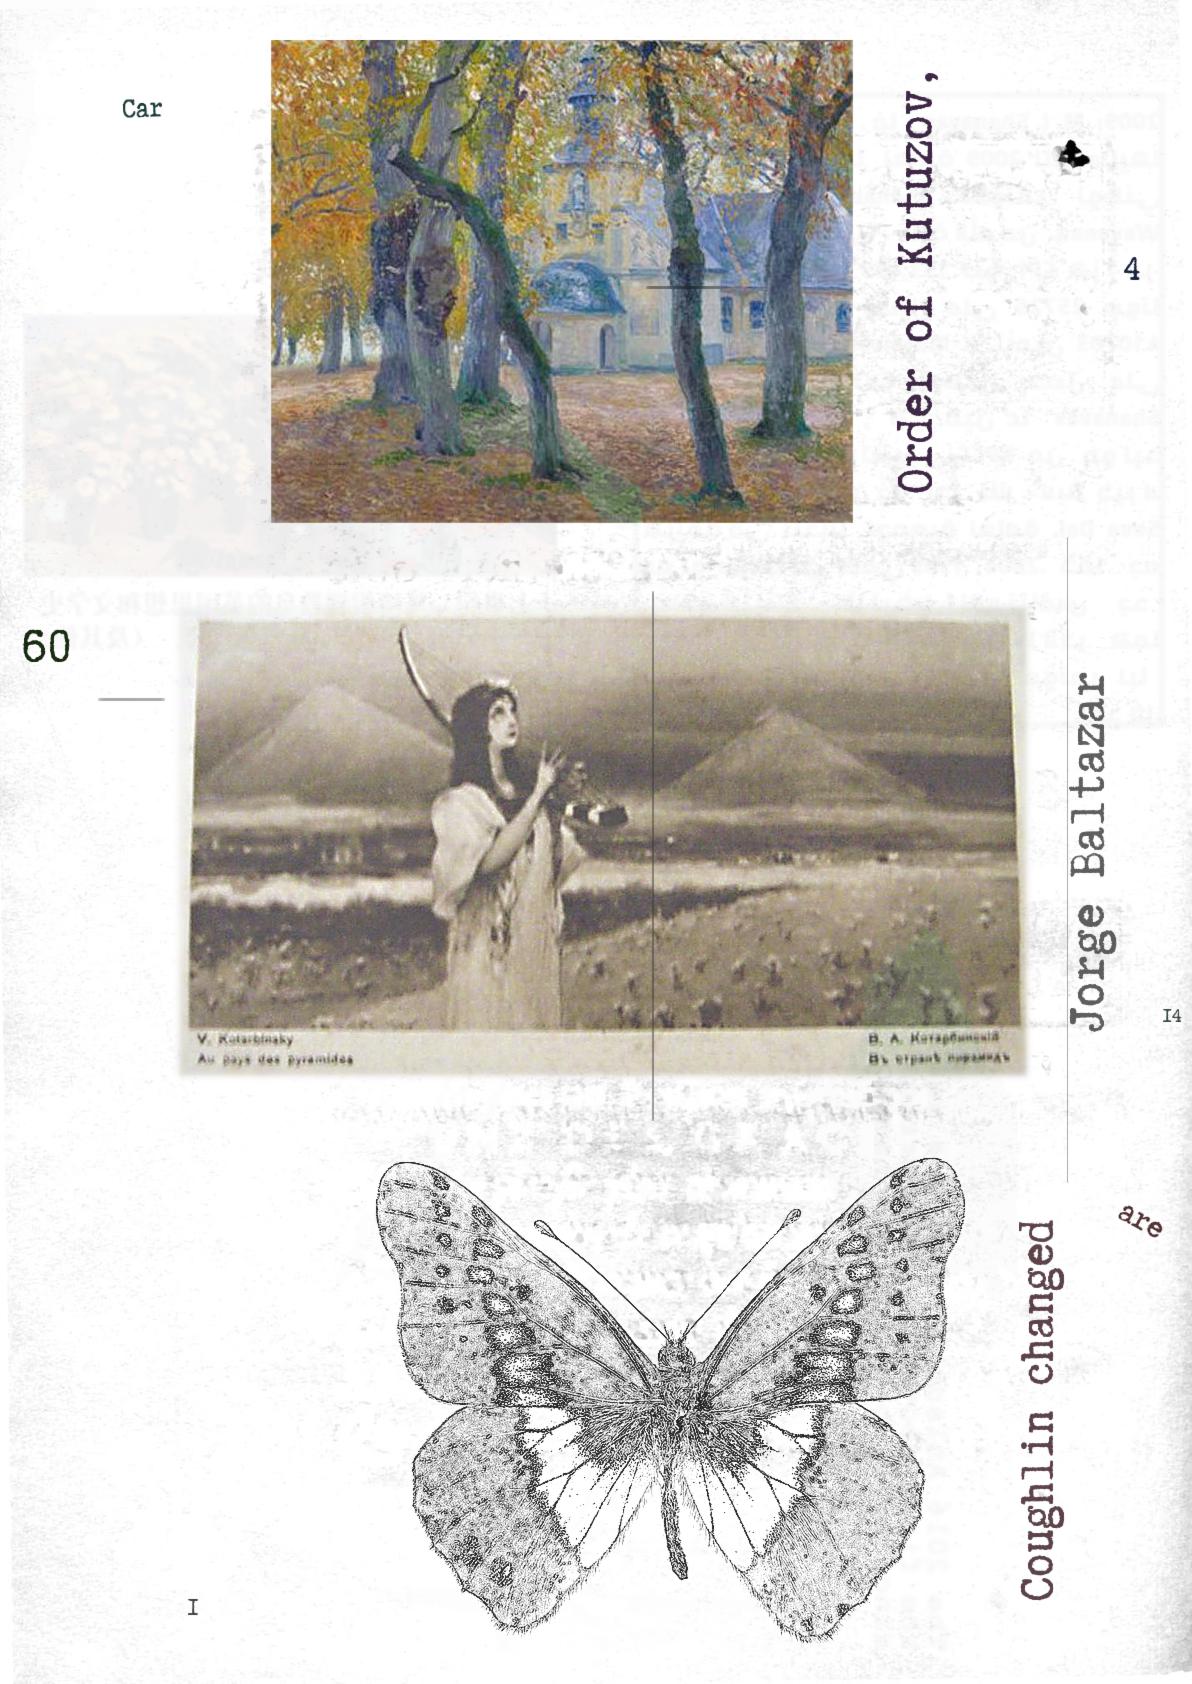 Car
Order of Kutuzov,
4
60
Jorge Baltazar
V. Kotarbinsky
Au pays des pyramides
В. А. Котарбинскій
Въ странѣ пирамидъ
14
are
Coughlin changed
I